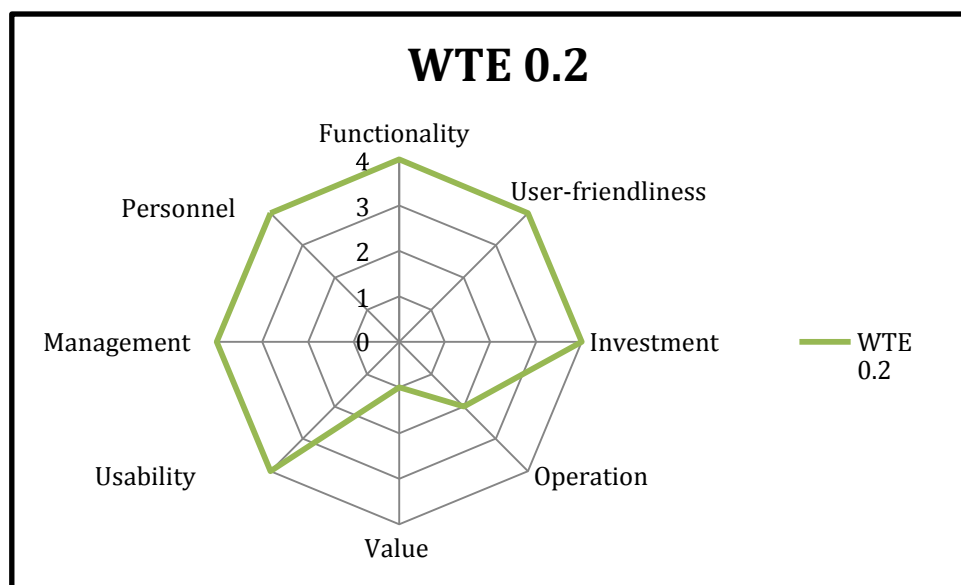 WTE 0.2
Functionality
4
User-friendliness
3
Personnel
2
1
Management
0
Investment
WTE
0.2
Usability
Operation
Value